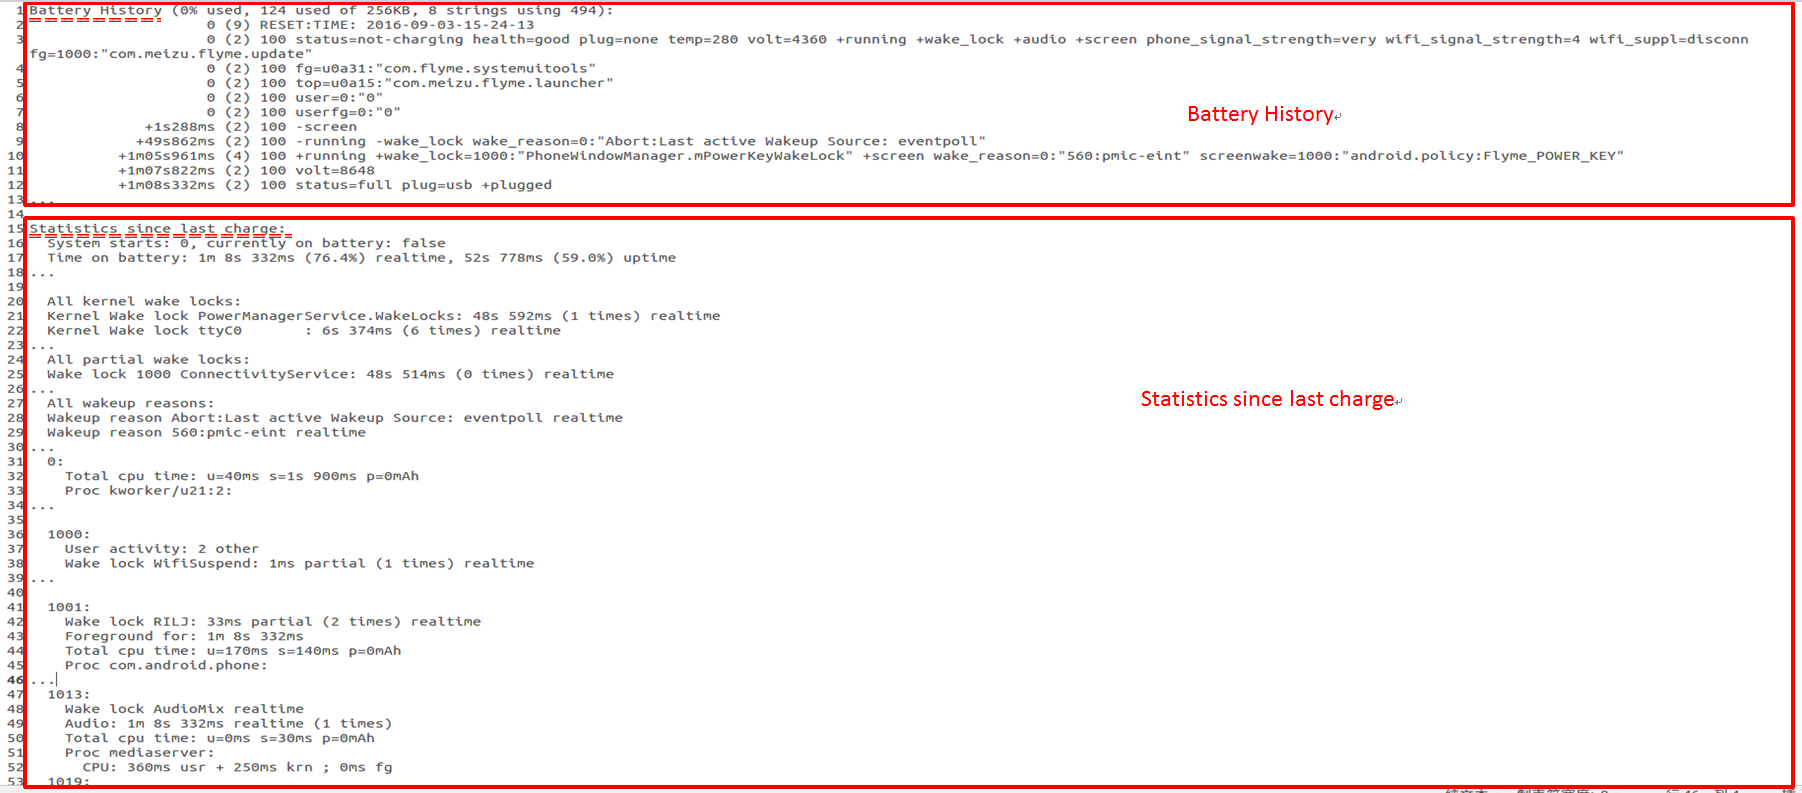 1 Battery History (0% used, 124 used of 256KB, 8 strings using 494):
2 0 (9) RESET:TIME: 2016-09-03-15-24-13
3 0 (2) 100 status=not-charging health=good plug=none temp=280 volt=4360 +running +wake_lock +audio +screen phone_signal_strength=very wifi_signal_strength=4 wifi_suppl=disconn
fg=1000:"com.meizu.flyme.update"
4 0 (2) 100 fg=u0a31:"com.flyme.systemuitools"
5 0 (2) 100 top=u0a15:"com.meizu.flyme.launcher"
6 0 (2) 100 user=0:"0"
7 0 (2) 100 userfg=0:"0"
Battery History
8 +1s288ms (2) 100 -screen
9 +49s862ms (2) 100 -running -wake_lock wake_reason=0:"Abort:Last active Wakeup Source: eventpoll"
10 +1m05s961ms (4) 100 +running +wake_lock=1000:"PhoneWindowManager.mPowerKeyWakeLock" +screen wake_reason=0:"560:pmic-eint" screenwake=1000:"android.policy:Flyme_POWER_KEY"
11 +1m07s822ms (2) 100 volt=8648
12 +1m08s332ms (2) 100 status=full plug=usb +plugged
13 ...
14
15 Statistics since last charge:
16 System starts: 0, currently on battery: false
17 Time on battery: 1m 8s 332ms (76.4%) realtime, 52s 778ms (59.0%) uptime
18 ...
19
20 All kernel wake locks:
21 Kernel Wake lock PowerManagerService.WakeLocks: 48s 592ms (1 times) realtime
22 Kernel Wake lock ttyC0 : 6s 374ms (6 times) realtime
23 ...
24 All partial wake locks:
25 Wake lock 1000 ConnectivityService: 48s 514ms (0 times) realtime
26 ...
Statistics since last charge
27 All wakeup reasons:
28 Wakeup reason Abort:Last active Wakeup Source: eventpoll realtime
29 Wakeup reason 560:pmic-eint realtime
30 ...
31 0:
32 Total cpu time: u=40ms s=1s 900ms p=0mAh
33 Proc kworker/u21:2:
34 ...
35
36 1000:
37 User activity: 2 other
38 Wake lock WifiSuspend: 1ms partial (1 times) realtime
39 ...
40
41 1001:
42 Wake lock RILJ: 33ms partial (2 times) realtime
43 Foreground for: 1m 8s 332ms
44 Total cpu time: u=170ms s=140ms p=0mAh
45 Proc com.android.phone:
46 ...
47 1013:
48 Wake lock AudioMix realtime
49 Audio: 1m 8s 332ms realtime (1 times)
50 Total cpu time: u=0ms s=30ms p=0mAh
51 Proc mediaserver:
52 CPU: 360ms usr + 250ms krn ; 0ms fg
53 1019: